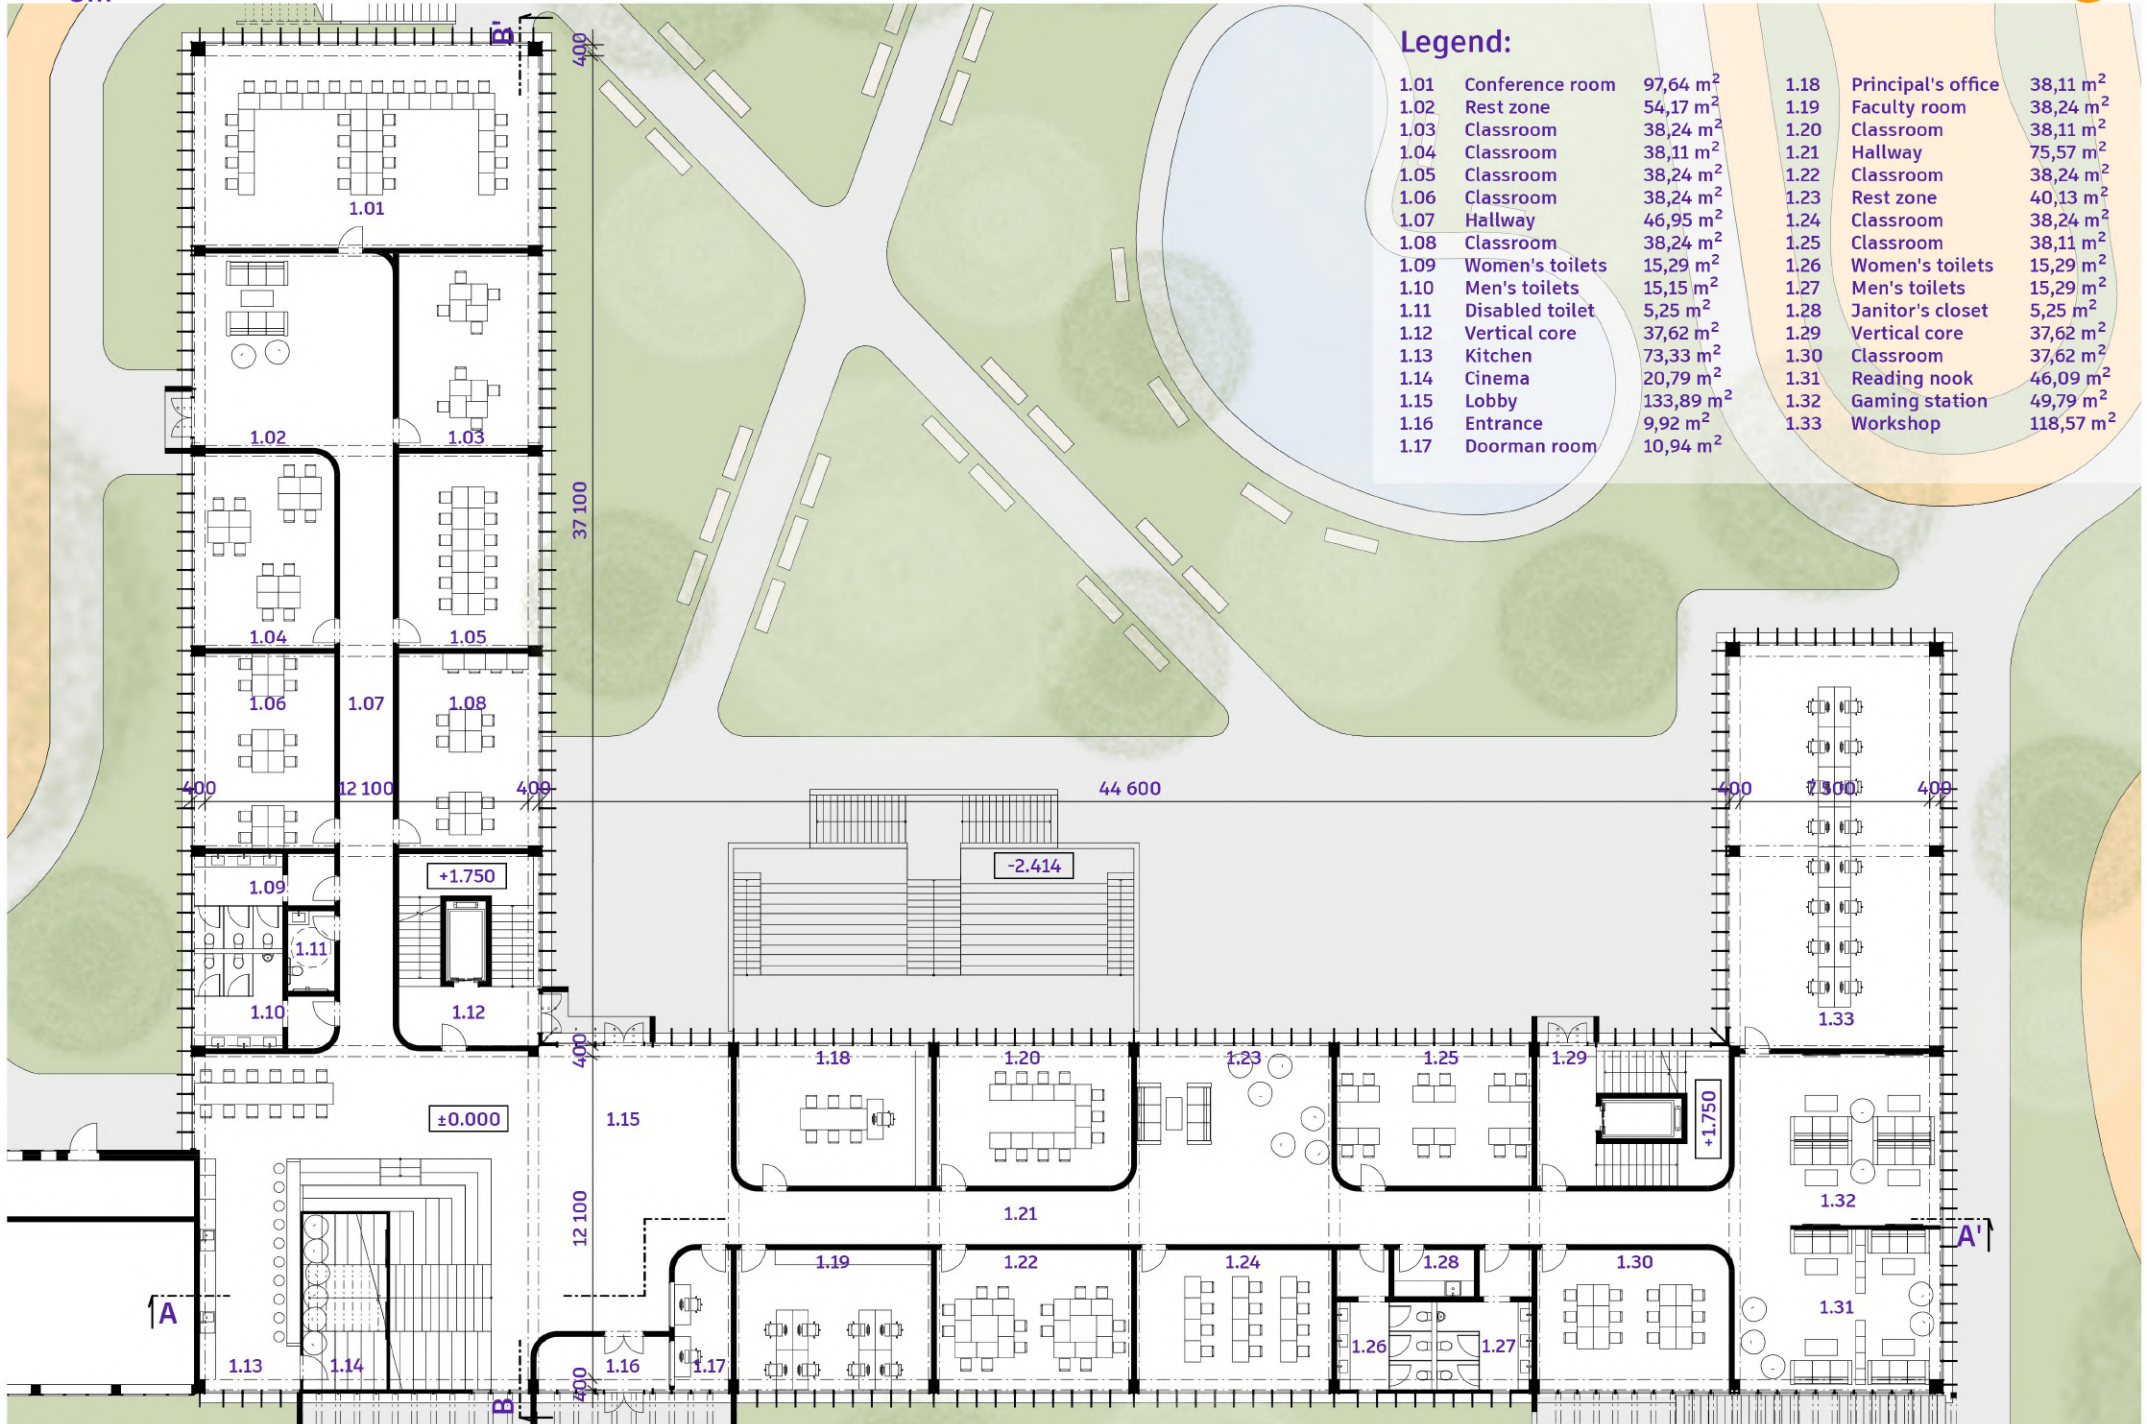 Legend:
1.01 Conference room 97,64 m²
1.02 Rest zone 54,17 m²
1.03 Classroom 38,24 m²
1.04 Classroom 38,11 m²
1.05 Classroom 38,24 m²
1.06 Classroom 38,24 m²
1.07 Hallway 46,95 m²
1.08 Classroom 38,24 m²
1.09 Women's toilets 15,29 m²
1.10 Men's toilets 15,15 m²
1.11 Disabled toilet 5,25 m²
1.12 Vertical core 37,62 m²
1.13 Kitchen 73,33 m²
1.14 Cinema 20,79 m²
1.15 Lobby 133,89 m²
1.16 Entrance 9,92 m²
1.17 Doorman room 10,94 m²
1.18 Principal's office 38,11 m²
1.19 Faculty room 38,24 m²
1.20 Classroom 38,11 m²
1.21 Hallway 75,57 m²
1.22 Classroom 38,24 m²
1.23 Rest zone 40,13 m²
1.24 Classroom 38,24 m²
1.25 Classroom 38,11 m²
1.26 Women's toilets 15,29 m²
1.27 Men's toilets 15,29 m²
1.28 Janitor's closet 5,25 m²
1.29 Vertical core 37,62 m²
1.30 Classroom 37,62 m²
1.31 Reading nook 46,09 m²
1.32 Gaming station 49,79 m²
1.33 Workshop 118,57 m²
B'
400
1.01
1.02
1.03
37 100
1.04
1.05
1.06
1.07
1.08
400
12 100
400
44 600
400
7 300
400
+1.750
-2.414
1.09
1.11
1.10
1.12
1.33
400
1.18
1.20
1.23
1.25
1.29
±0.000
1.15
+1.750
12 100
1.21
1.32
A'
1.19
1.22
1.24
1.28
1.30
A
1.31
1.13
1.14
1.16
1.17
1.26
1.27
400
B